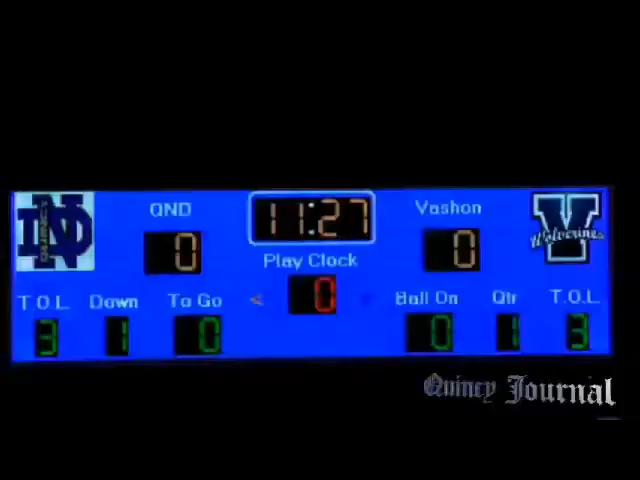 QND 11:27 Vashon
0 Play Clock 0
Wolverines
T.O.L. Down To Go < 0 Ball On Qtr T.O.L.
3 1 0 0 1 3
Quincy Journal